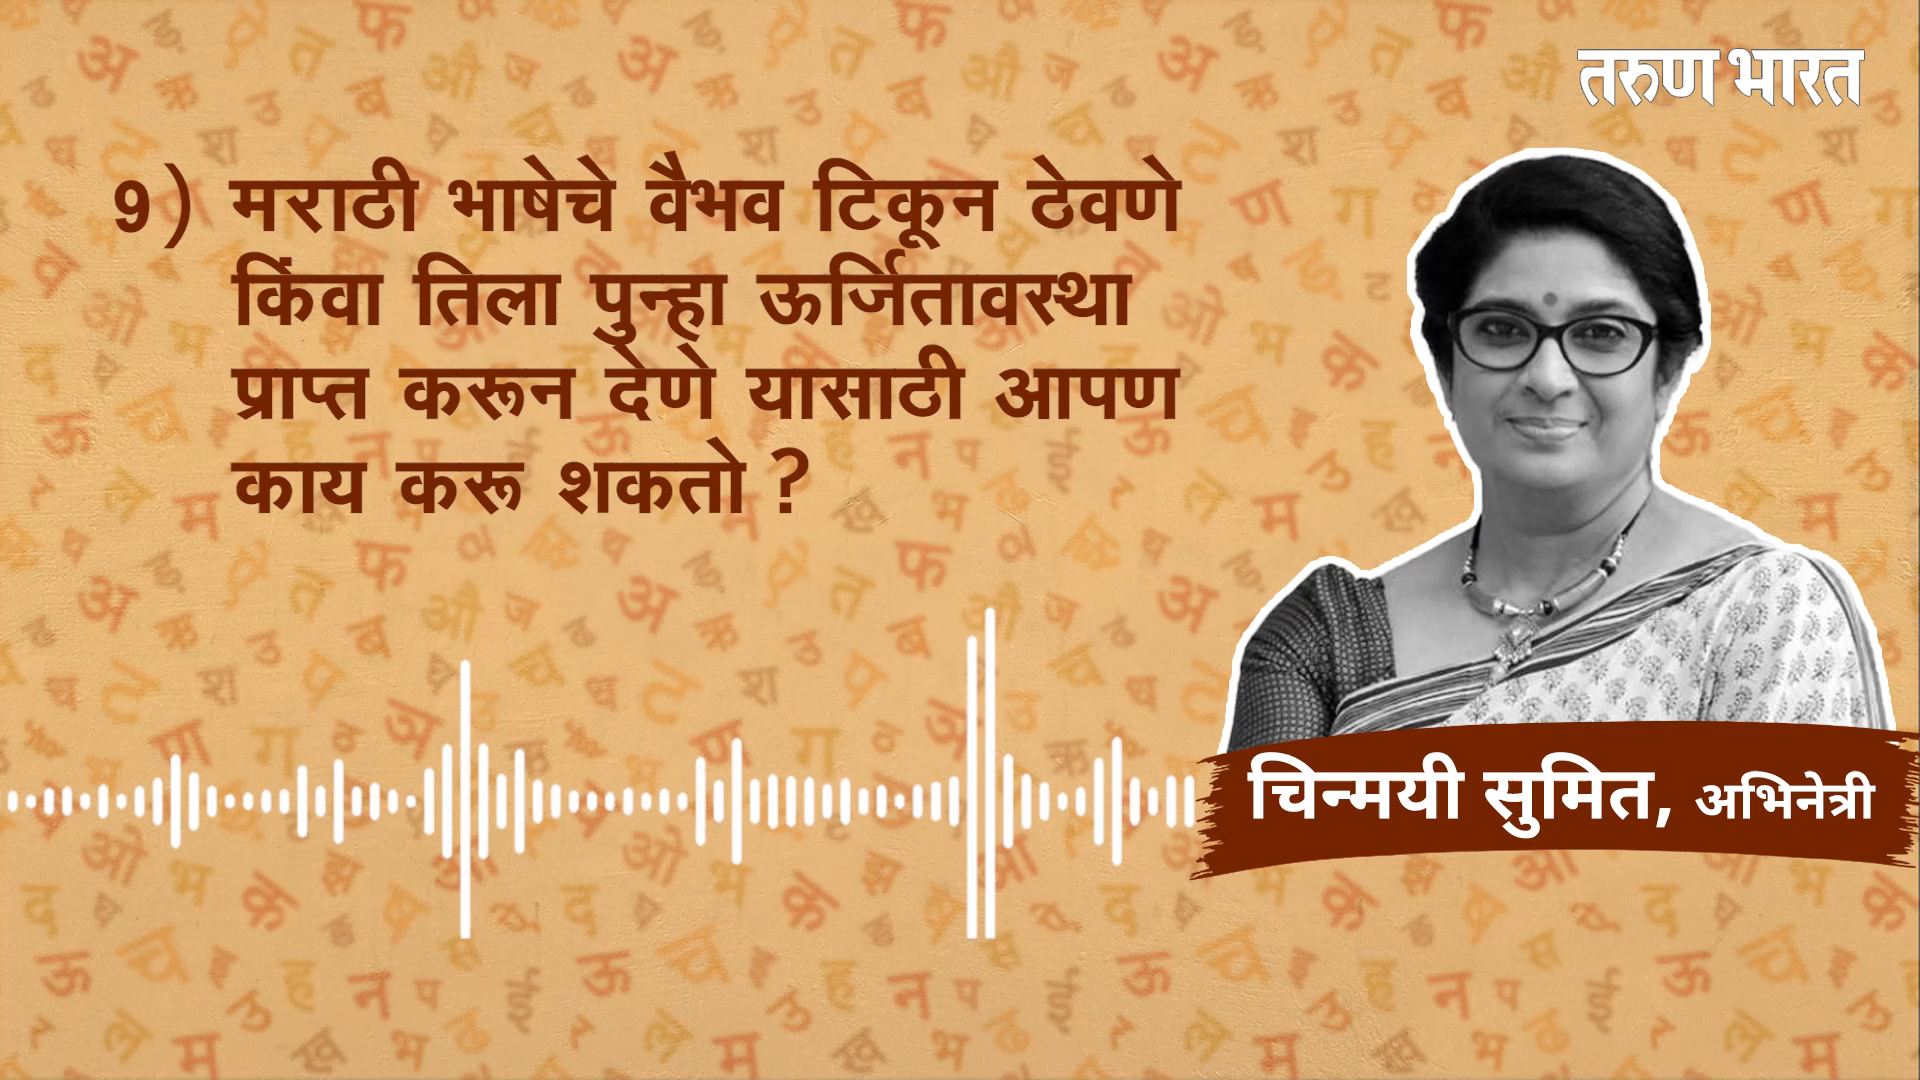 तरुण भारत
9) मराठी भाषेचे वैभव टिकून ठेवणे
किंवा तिला पुन्हा ऊर्जितावस्था
प्राप्त करून देणे यासाठी आपण
काय करू शकतो ?
चिन्मयी सुमित, अभिनेत्री